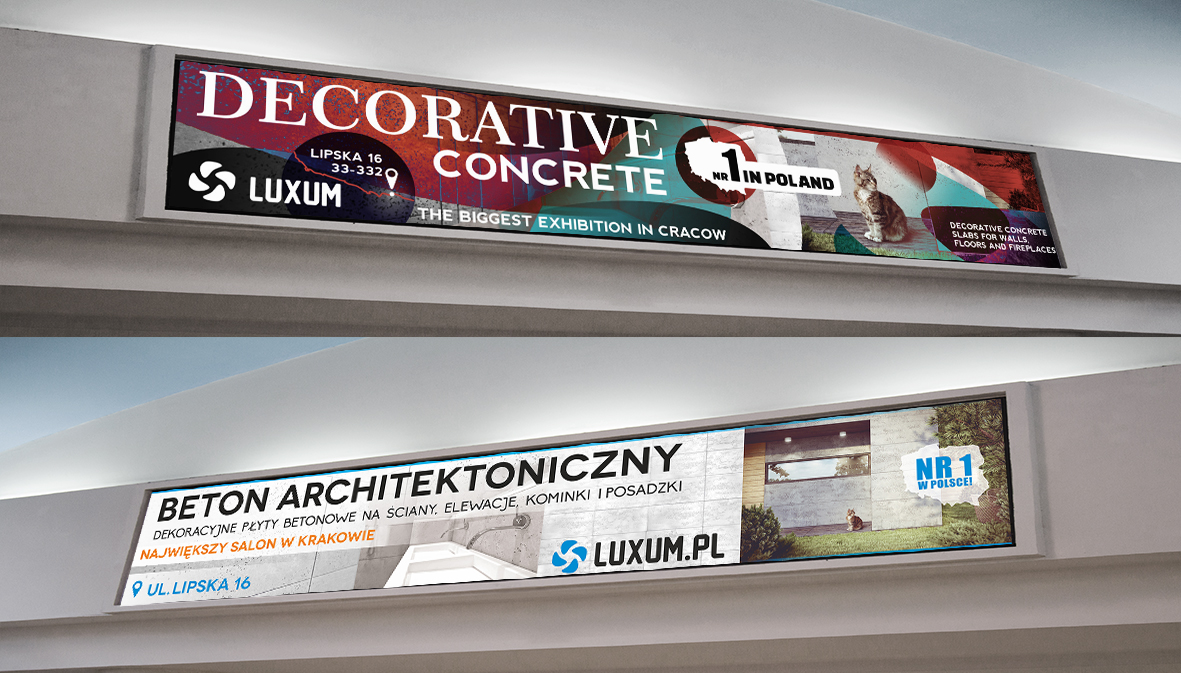 DECORATIVE
CONCRETE
LIPSKA 16
33-332
LUXUM
THE BIGGEST EXHIBITION IN CRACOW
NR 1 IN POLAND
DECORATIVE CONCRETE
SLABS FOR WALLS,
FLOORS AND FIREPLACES
BETON ARCHITEKTONICZNY
DEKORACYJNE PŁYTY BETONOWE NA ŚCIANY, ELEWACJE, KOMINKI I POSADZKI
NAJWIĘKSZY SALON W KRAKOWIE
UL. LIPSKA 16
LUXUM.PL
NR 1
W POLSCE!